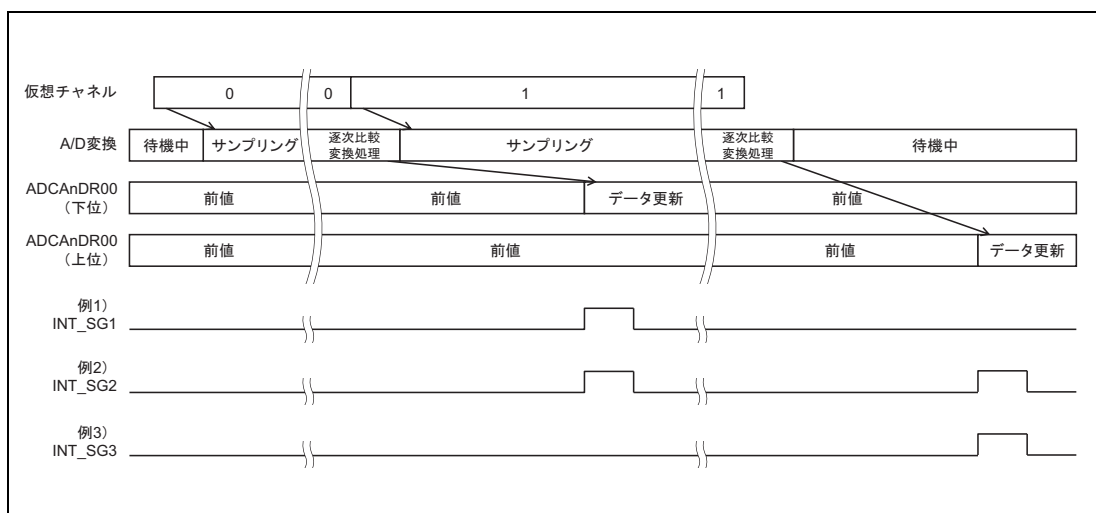 仮想チャネル 0 0 1 1
A/D変換 待機中 サンプリング 逐次比較 変換処理 サンプリング 逐次比較 変換処理 待機中
ADCAnDR00
（下位） 前値 前値 データ更新 前値
ADCAnDR00
（上位） 前値 前値 前値 データ更新
例1）
INT_SG1
例2）
INT_SG2
例3）
INT_SG3